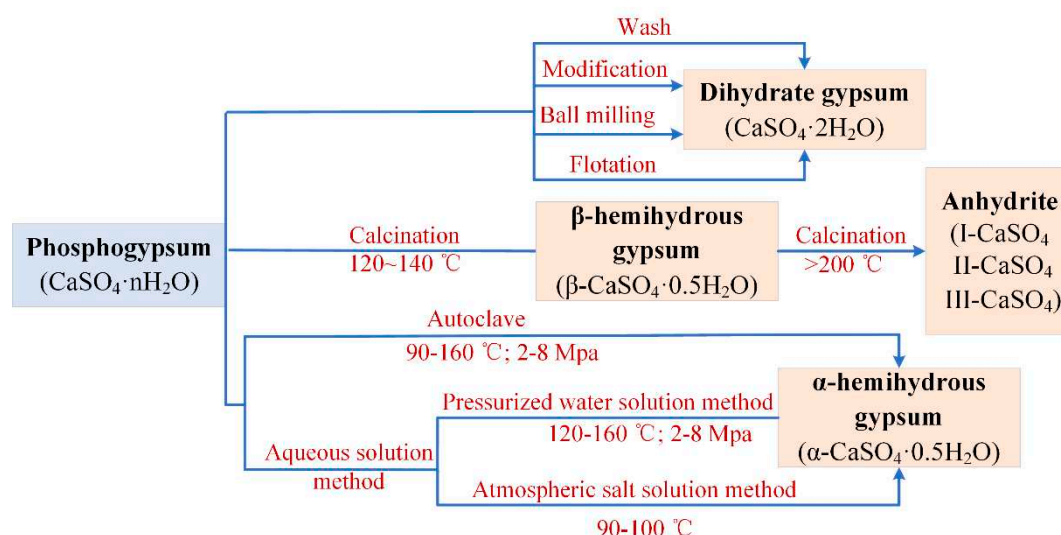 Wash
Modification
Ball milling
Flotation
Dihydrate gypsum
(CaSO₄·2H₂O)
Phosphogypsum
(CaSO₄·nH₂O)
Calcination
120~140 ℃
β-hemihydrous
gypsum
(β-CaSO₄·0.5H₂O)
Calcination
>200 ℃
Anhydrite
(I-CaSO₄
II-CaSO₄
III-CaSO₄)
Autoclave
90-160 ℃; 2-8 Mpa
Aqueous solution
method
Pressurized water solution method
120-160 ℃; 2-8 Mpa
Atmospheric salt solution method
90-100 ℃
α-hemihydrous
gypsum
(α-CaSO₄·0.5H₂O)